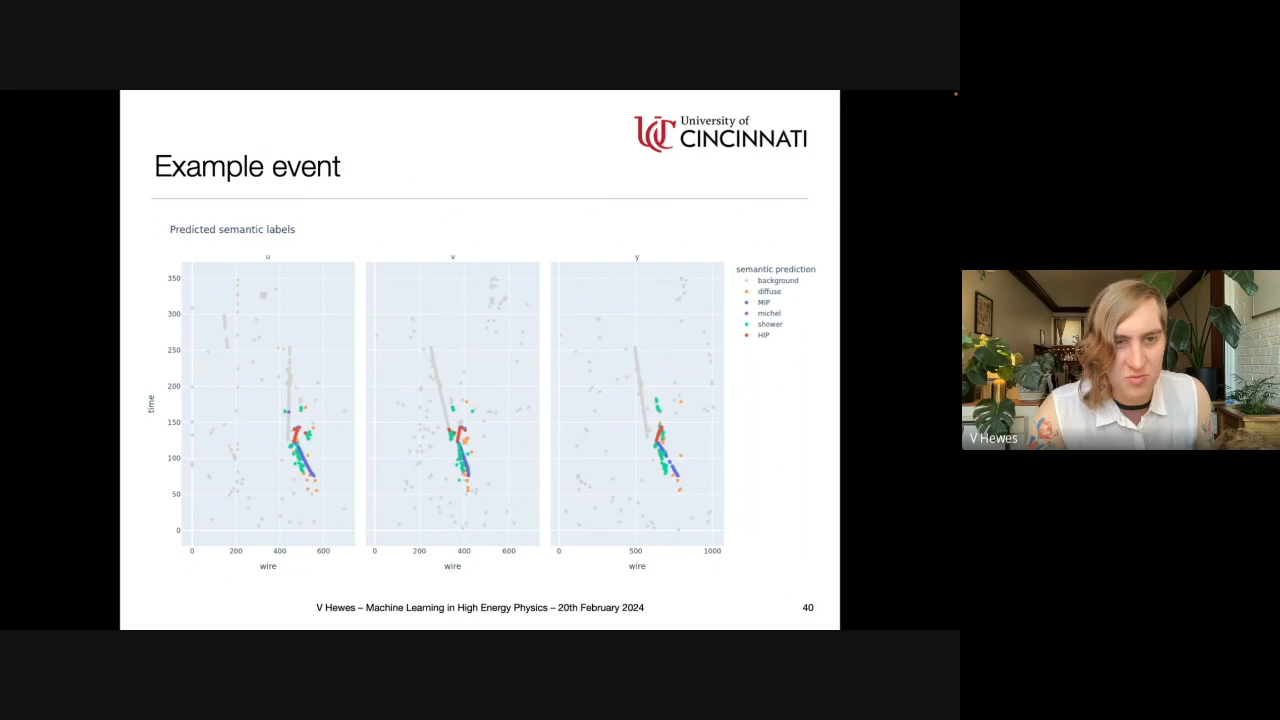 University of
CINCINNATI
Example event
Predicted semantic labels
u
v
y
semantic prediction
background
diffuse
MIP
michel
shower
HIP
350
300
250
200
150
100
50
0
time
0 200 400 600
0 200 400 600
0 500 1000
wire
wire
wire
V Hewes – Machine Learning in High Energy Physics – 20th February 2024
40
V Hewes